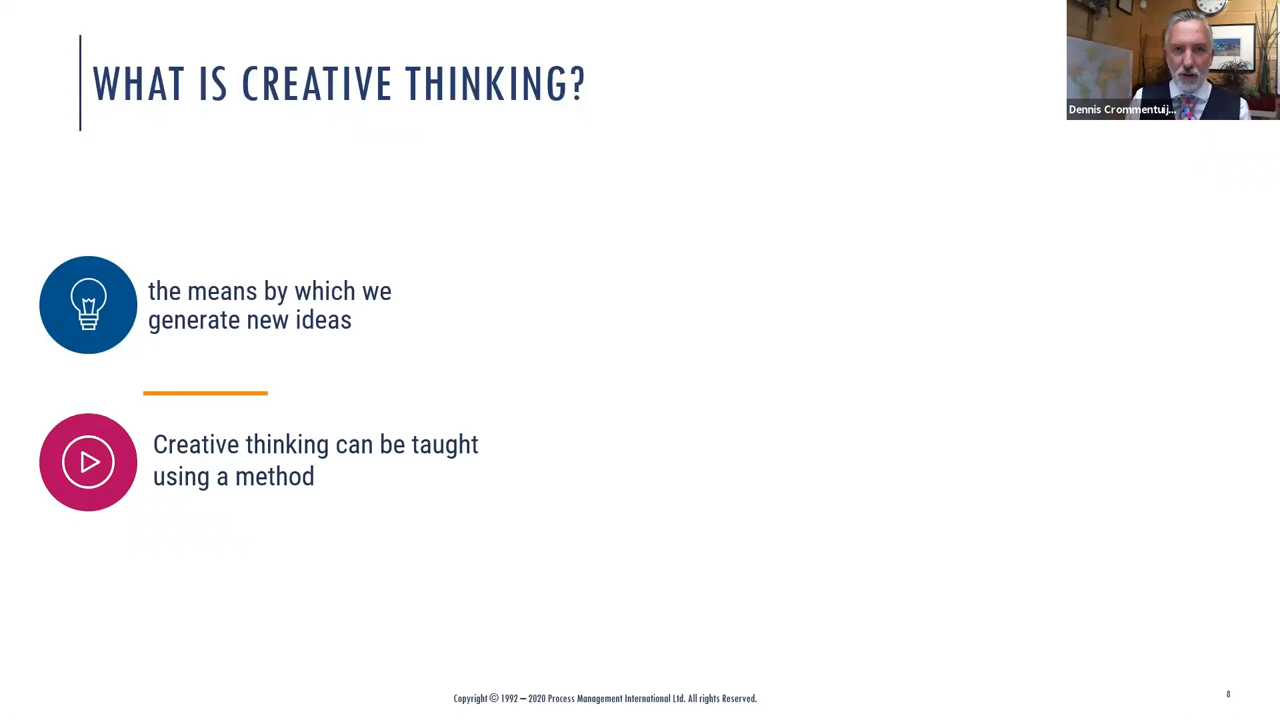 WHAT IS CREATIVE THINKING?
Dennis Crommentuij...
the means by which we
generate new ideas
Creative thinking can be taught
using a method
Copyright © 1992 – 2020 Process Management International Ltd. All rights Reserved.
8